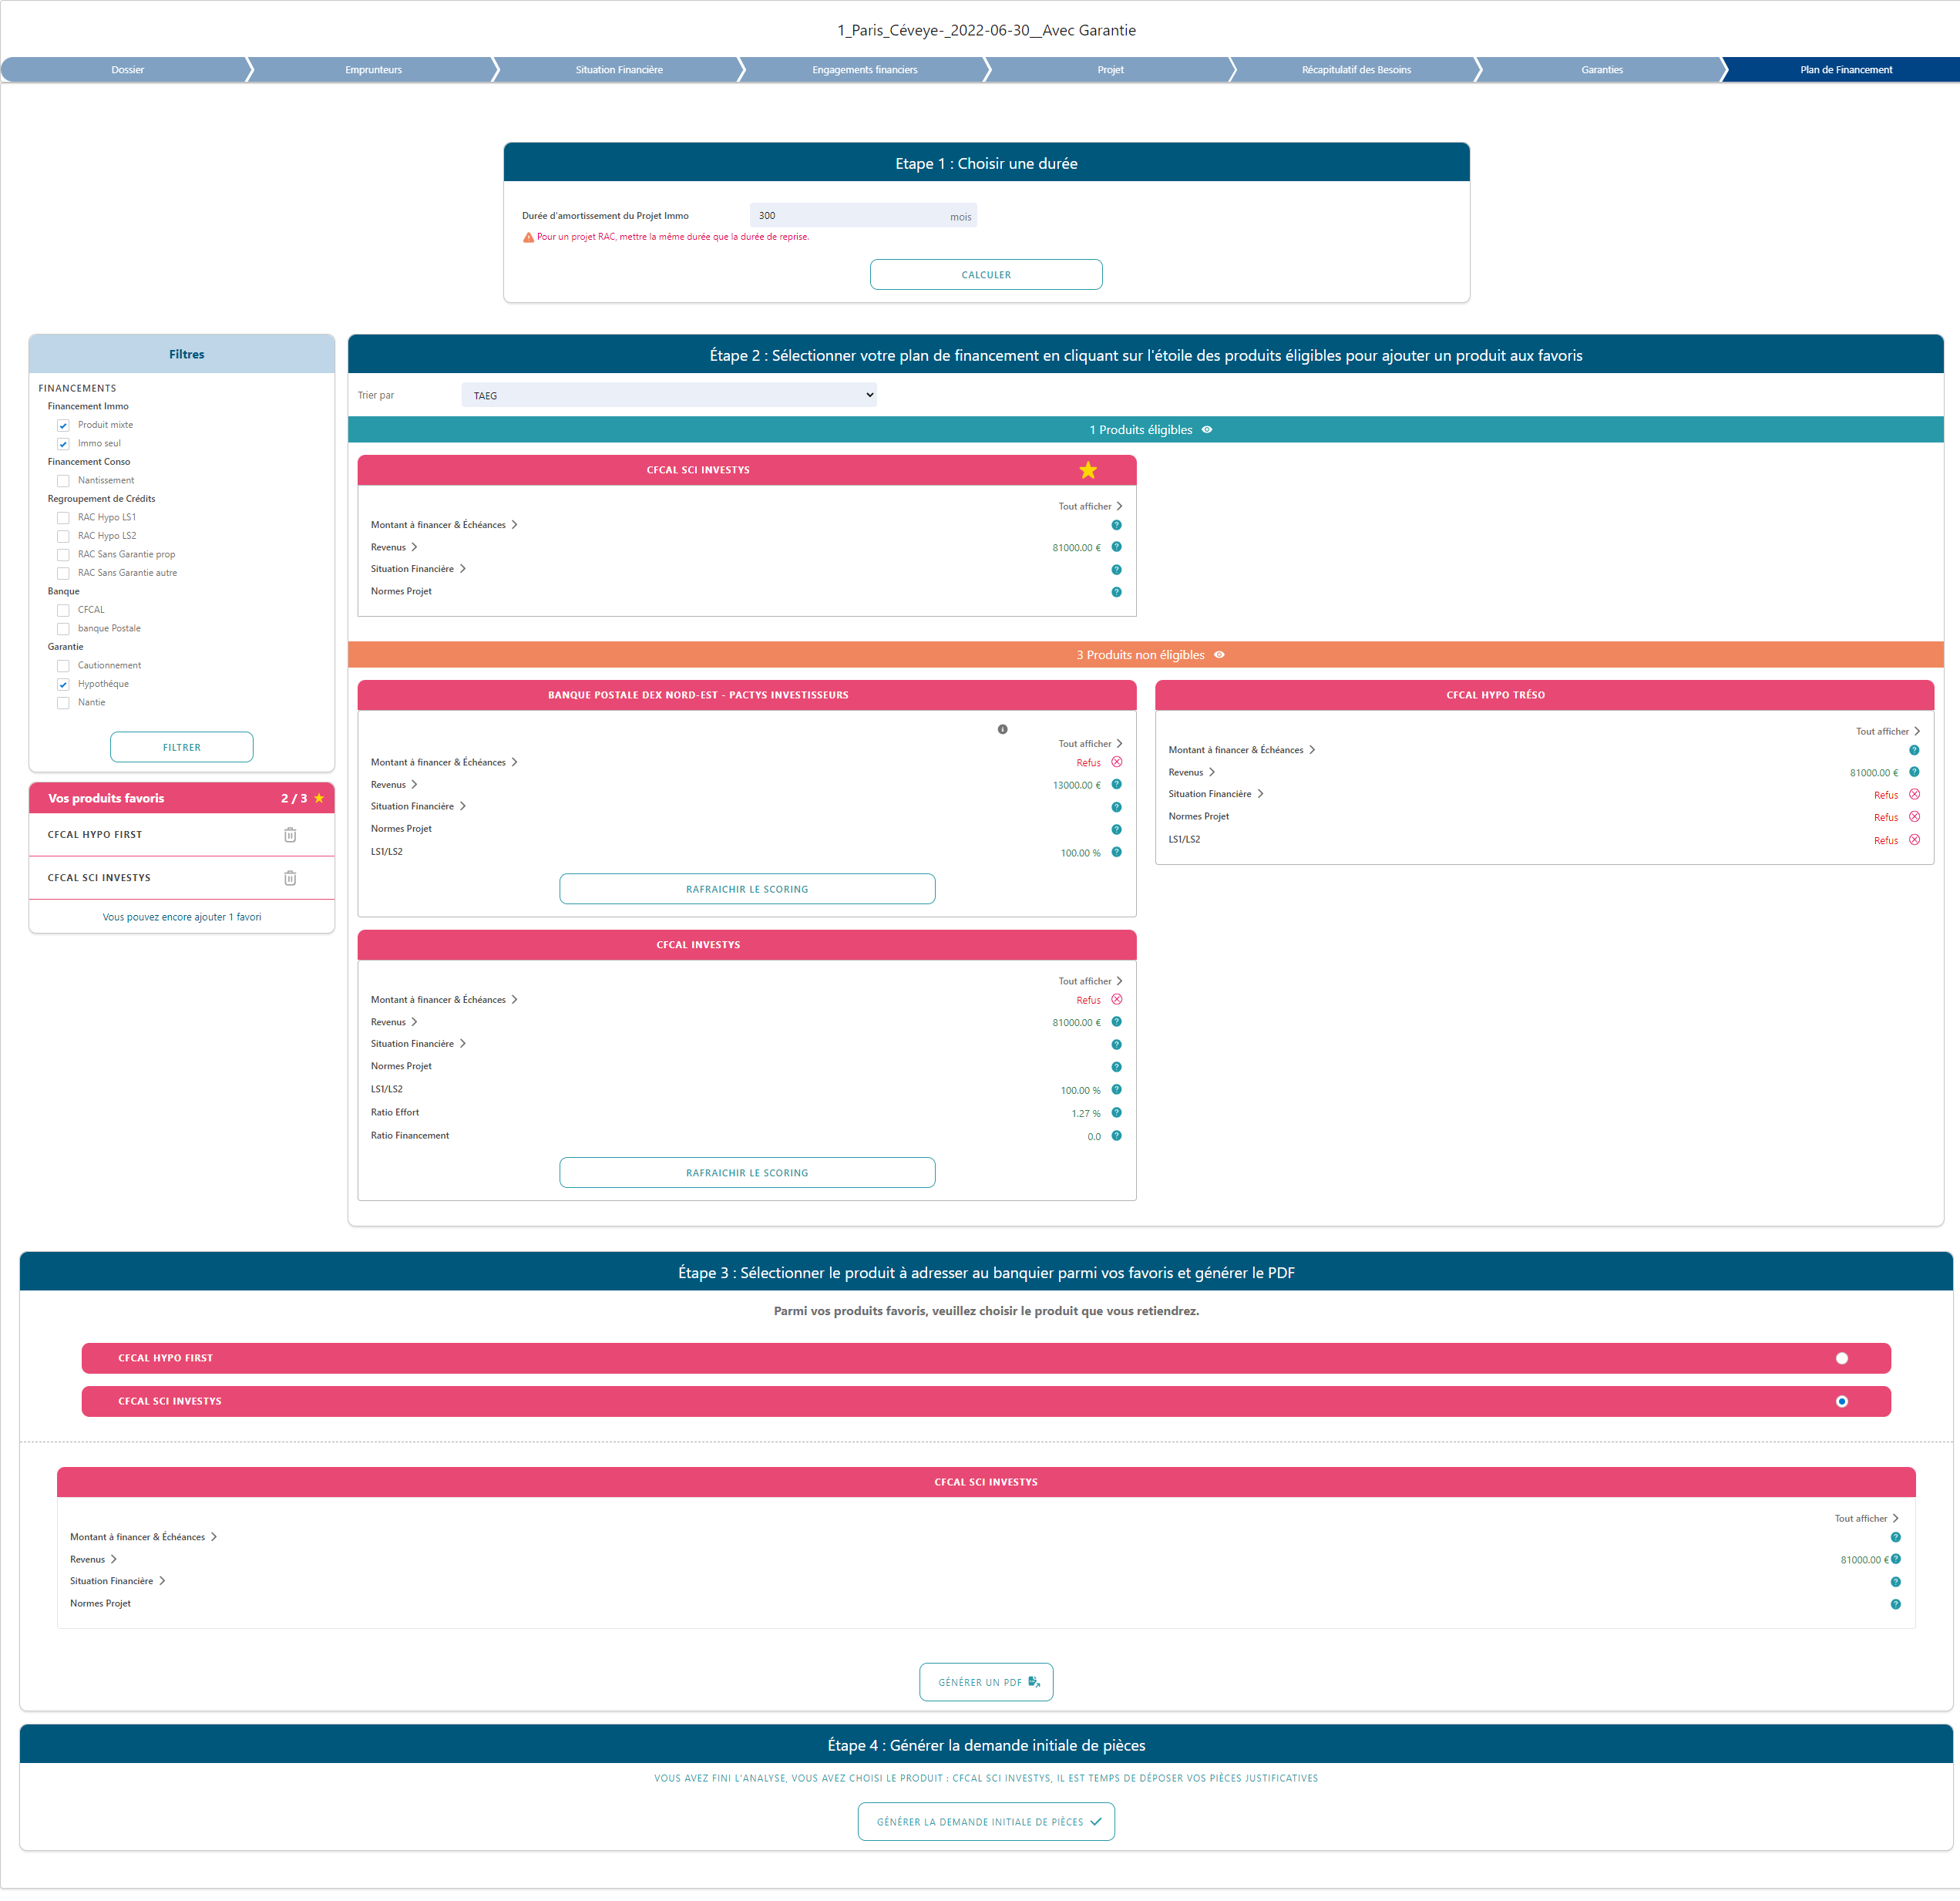 1_Paris_Céveye-_2022-06-30__Avec Garantie
Dossier
Emprunteurs
Situation Financière
Engagements financiers
Projet
Récapitulatif des Besoins
Garanties
Plan de Financement
Etape 1 : Choisir une durée
Durée d'amortissement du Projet Immo
300
mois
Pour un projet RAC, mettre la même durée que la durée de reprise.
CALCULER
Filtres
FINANCEMENTS
Financement Immo
Produit mixte
Immo seul
Financement Conso
Nantissement
Regroupement de Crédits
RAC Hypo LS1
RAC Hypo LS2
RAC Sans Garantie prop
RAC Sans Garantie autre
Banque
CFCAL
banque Postale
Garantie
Cautionnement
Hypothéque
Nantie
FILTRER
Vos produits favoris 2 / 3
CFCAL HYPO FIRST
CFCAL SCI INVESTYS
Vous pouvez encore ajouter 1 favori
Étape 2 : Sélectionner votre plan de financement en cliquant sur l'étoile des produits éligibles pour ajouter un produit aux favoris
Trier par TAEG
1 Produits éligibles
CFCAL SCI INVESTYS
Tout afficher
Montant à financer & Échéances
Revenus 81000.00 €
Situation Financière
Normes Projet
3 Produits non éligibles
BANQUE POSTALE DEX NORD-EST - PACTYS INVESTISSEURS
Tout afficher
Montant à financer & Échéances Refus
Revenus 13000.00 €
Situation Financière
Normes Projet
LS1/LS2 100.00 %
RAFRAICHIR LE SCORING
CFCAL HYPO TRÉSO
Tout afficher
Montant à financer & Échéances
Revenus 81000.00 €
Situation Financière Refus
Normes Projet Refus
LS1/LS2 Refus
CFCAL INVESTYS
Tout afficher
Montant à financer & Échéances Refus
Revenus 81000.00 €
Situation Financière
Normes Projet
LS1/LS2 100.00 %
Ratio Effort 1.27 %
Ratio Financement 0.0
RAFRAICHIR LE SCORING
Étape 3 : Sélectionner le produit à adresser au banquier parmi vos favoris et générer le PDF
Parmi vos produits favoris, veuillez choisir le produit que vous retiendrez.
CFCAL HYPO FIRST
CFCAL SCI INVESTYS
CFCAL SCI INVESTYS
Tout afficher
Montant à financer & Échéances
Revenus 81000.00 €
Situation Financière
Normes Projet
GÉNÉRER UN PDF
Étape 4 : Générer la demande initiale de pièces
VOUS AVEZ FINI L'ANALYSE, VOUS AVEZ CHOISI LE PRODUIT : CFCAL SCI INVESTYS, IL EST TEMPS DE DÉPOSER VOS PIÈCES JUSTIFICATIVES
GÉNÉRER LA DEMANDE INITIALE DE PIÈCES